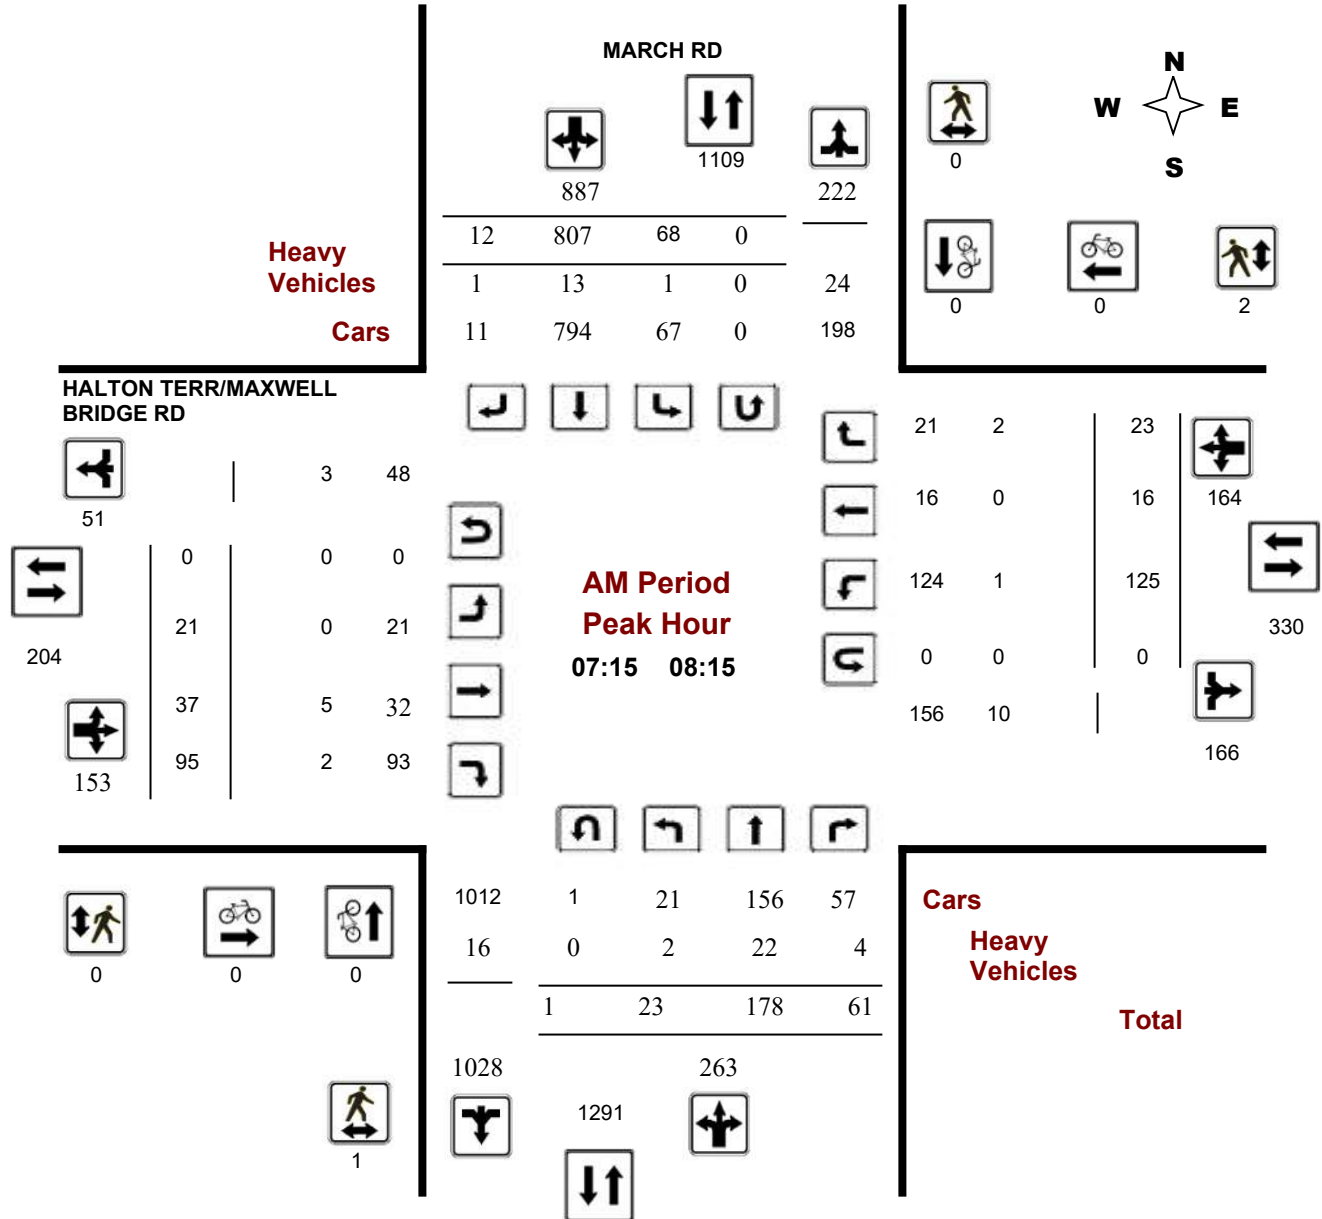 MARCH RD
N
W E
S
1109
0
887 222
12 807 68 0
Heavy
Vehicles 1 13 1 0 24
Cars 11 794 67 0 198
0 0 2
HALTON TERR/MAXWELL
BRIDGE RD
21 2 23
3 48
51
16 0 16 164
0 0 0
AM Period
124 1 125
Peak Hour
21 0 21
330
204
07:15 08:15
0 0 0
37 5 32
156 10
166
95 2 93
153
1012 1 21 156 57 Cars
16 0 2 22 4 Heavy
Vehicles
0 0 0
1 23 178 61
Total
1028 263
1291
1